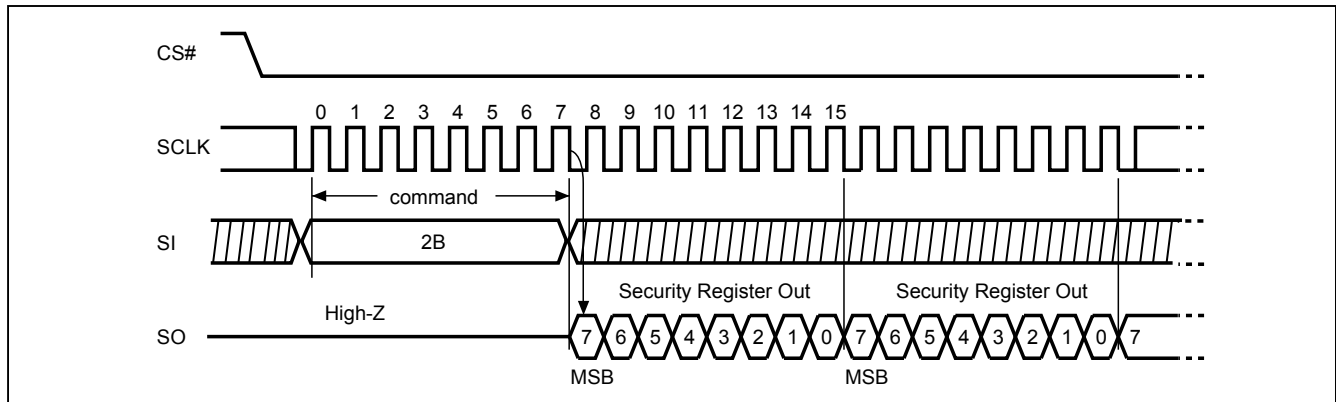 CS#
0 1 2 3 4 5 6 7 8 9 10 11 12 13 14 15
SCLK
command
SI
2B
Security Register Out Security Register Out
High-Z
SO
7 6 5 4 3 2 1 0 7 6 5 4 3 2 1 0 7
MSB MSB